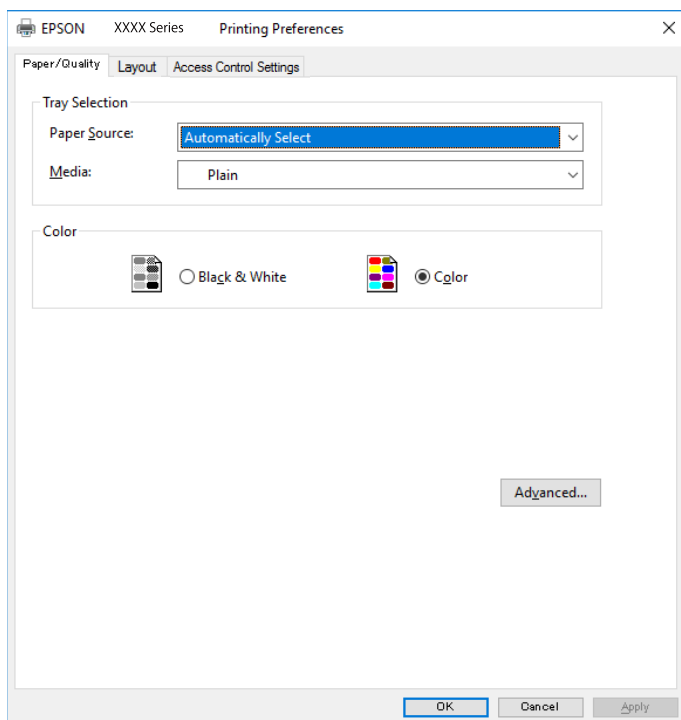 EPSON XXXX Series Printing Preferences
Paper/Quality Layout Access Control Settings
Tray Selection
Paper Source: Automatically Select
Media: Plain
Color
Black & White Color
Advanced...
OK Cancel Apply